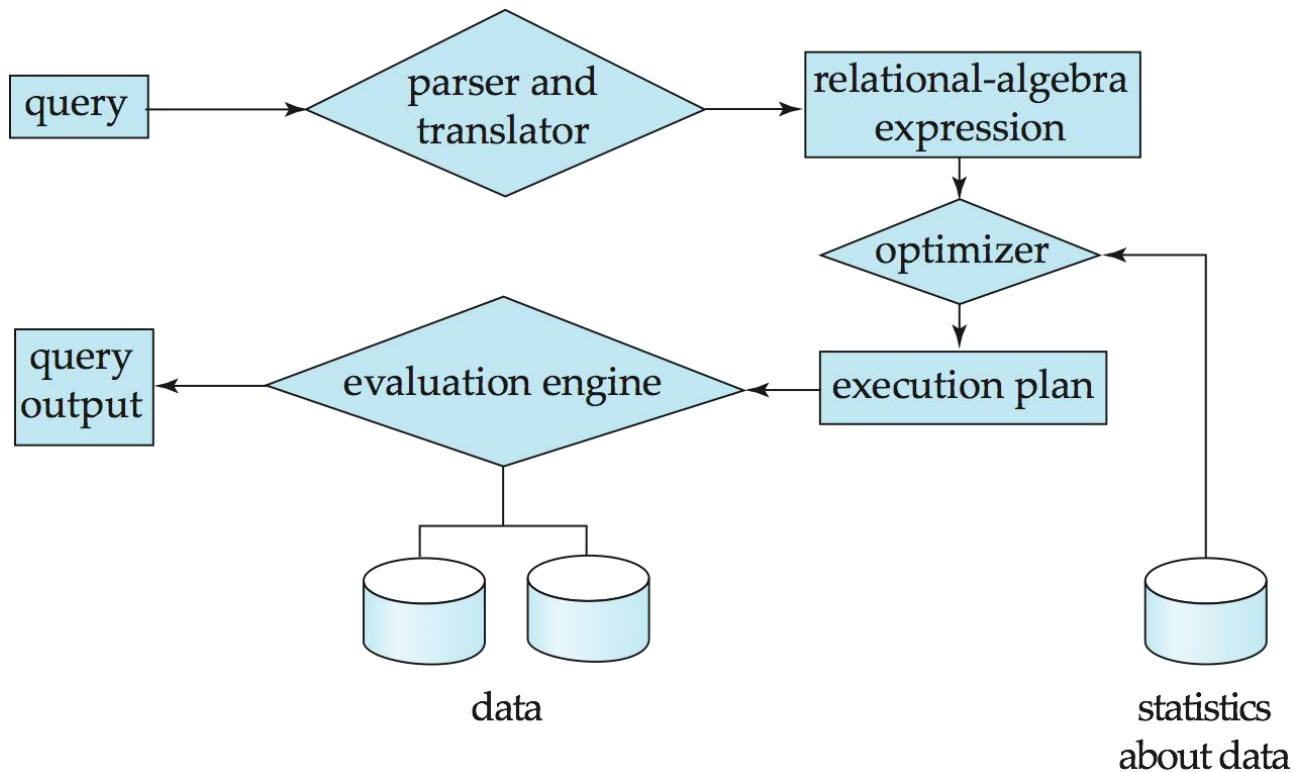 query
parser and
translator
relational-algebra
expression
optimizer
query
output
evaluation engine
execution plan
data
statistics
about data